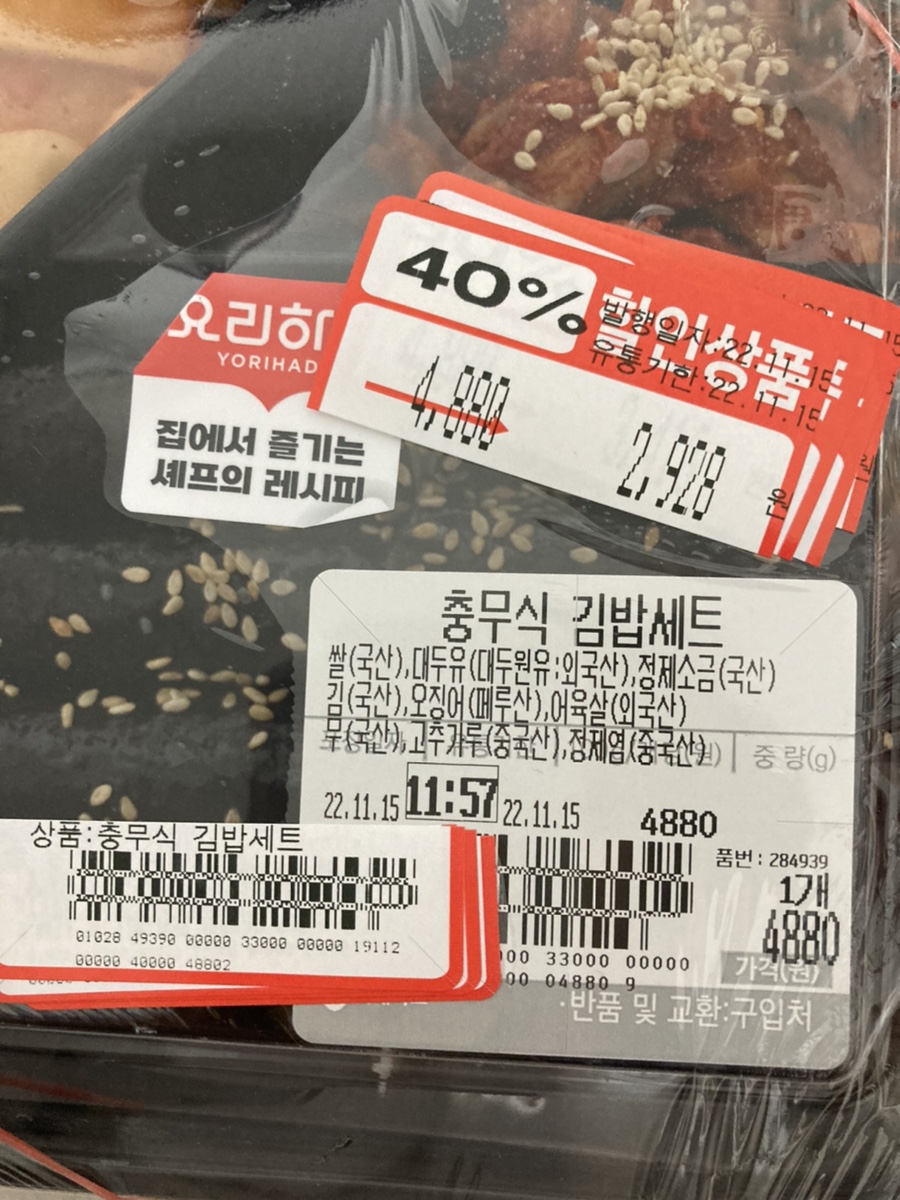 40% 할인상품
발행일자:22.11.15
유통기한:22.11.15
4,880
2,928 원
요리하
YORIHAD
집에서 즐기는
셰프의 레시피
충무식 김밥세트
쌀(국산),대두유(대두원유:외국산),정제소금(국산)
김(국산),오징어(페루산),어육살(외국산)
무(국산),고추가루(중국산),정제염(중국산)
중량(g)
22.11.15 11:57 22.11.15 4880
품번:284939
1개
4880
가격(원)
상품:충무식 김밥세트
01028 49390 00000 33000 00000 19112
00000 40000 48802
00 33000 00000
00 04880 9
·반품 및 교환:구입처